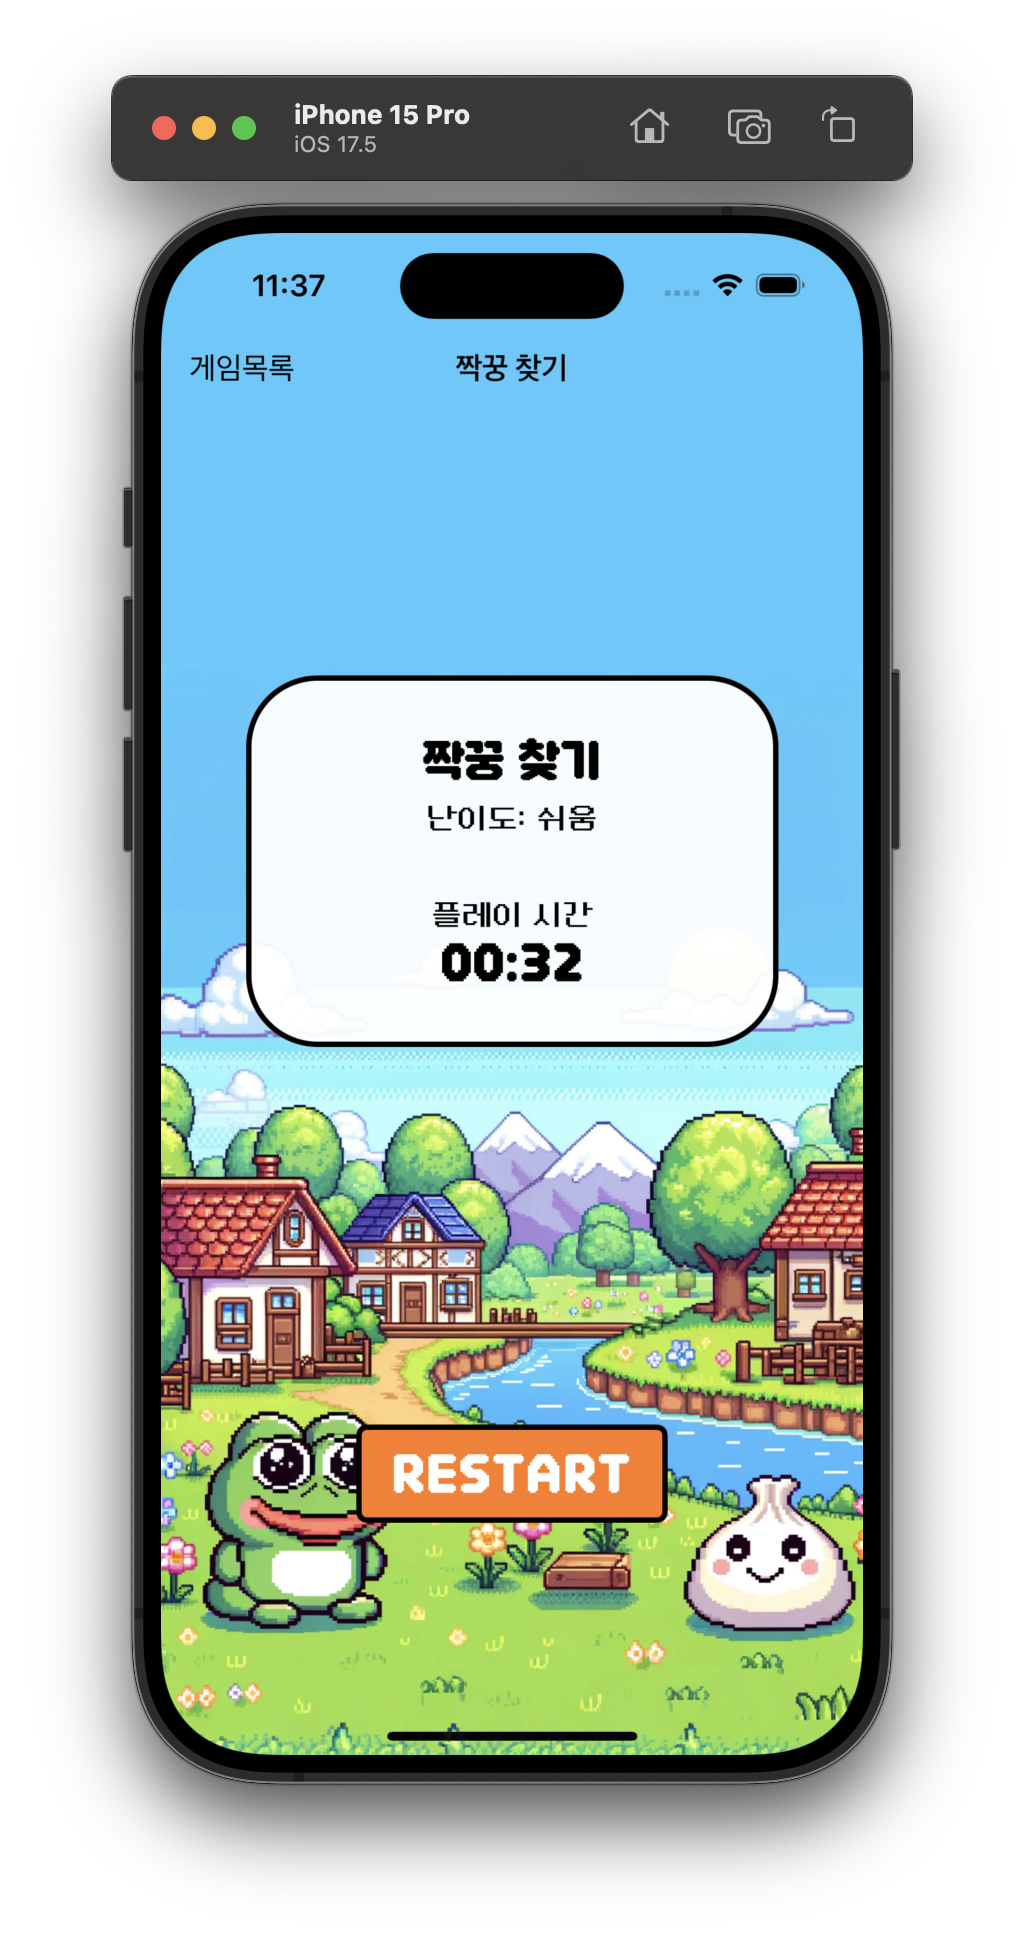 iPhone 15 Pro
iOS 17.5
11:37
게임목록
짝꿍 찾기
짝꿍 찾기
난이도: 쉬움
플레이 시간
00:32
RESTART